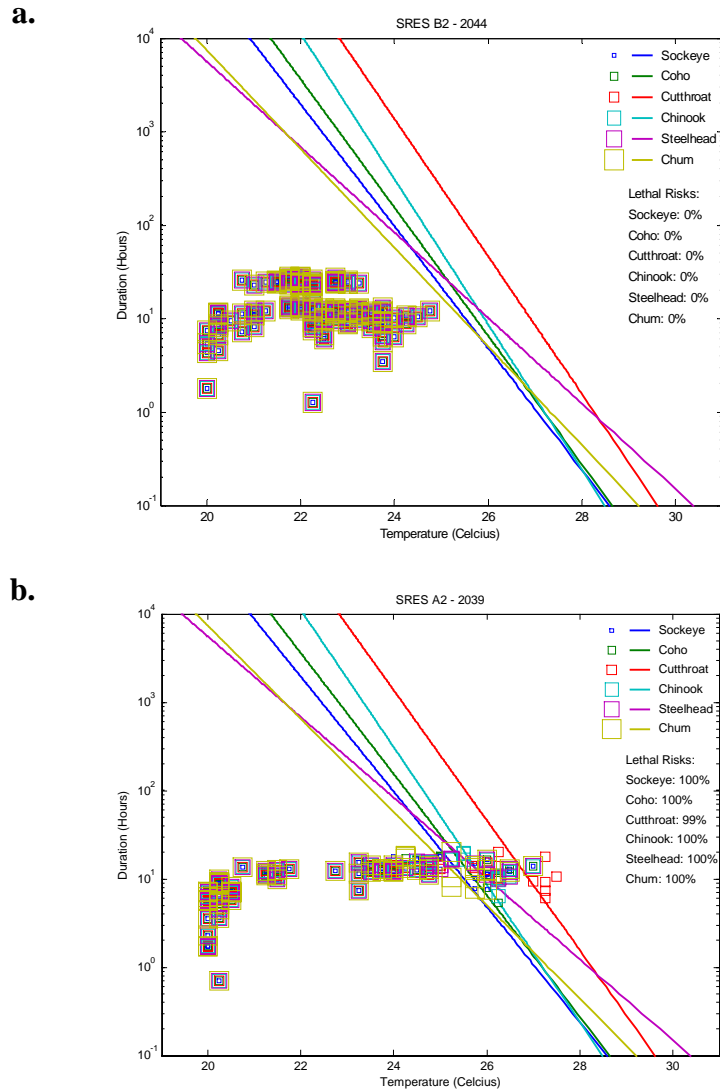 a.
SRES B2 - 2044
10^4
10^3
10^2
10^1
10^0
10^-1
Duration (Hours)
20 22 24 26 28 30
Temperature (Celcius)
Sockeye
Coho
Cutthroat
Chinook
Steelhead
Chum
Lethal Risks:
Sockeye: 0%
Coho: 0%
Cutthroat: 0%
Chinook: 0%
Steelhead: 0%
Chum: 0%
b.
SRES A2 - 2039
10^4
10^3
10^2
10^1
10^0
10^-1
Duration (Hours)
20 22 24 26 28 30
Temperature (Celcius)
Sockeye
Coho
Cutthroat
Chinook
Steelhead
Chum
Lethal Risks:
Sockeye: 100%
Coho: 100%
Cutthroat: 99%
Chinook: 100%
Steelhead: 100%
Chum: 100%